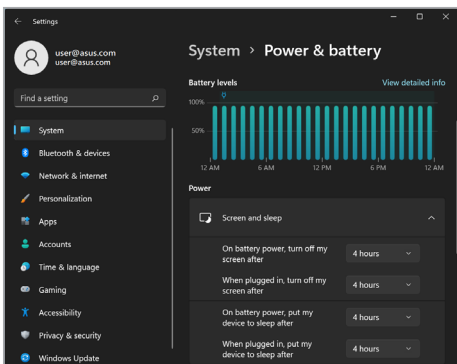 Settings
user@asus.com
user@asus.com
Find a setting
System
Bluetooth & devices
Network & internet
Personalization
Apps
Accounts
Time & language
Gaming
Accessibility
Privacy & security
Windows Update
System > Power & battery
Battery levels
View detailed info
100%
50%
12 AM 6 AM 12 PM 6 PM 12 AM
Power
Screen and sleep
On battery power, turn off my
screen after
4 hours
When plugged in, turn off my
screen after
4 hours
On battery power, put my
device to sleep after
4 hours
When plugged in, put my
device to sleep after
4 hours